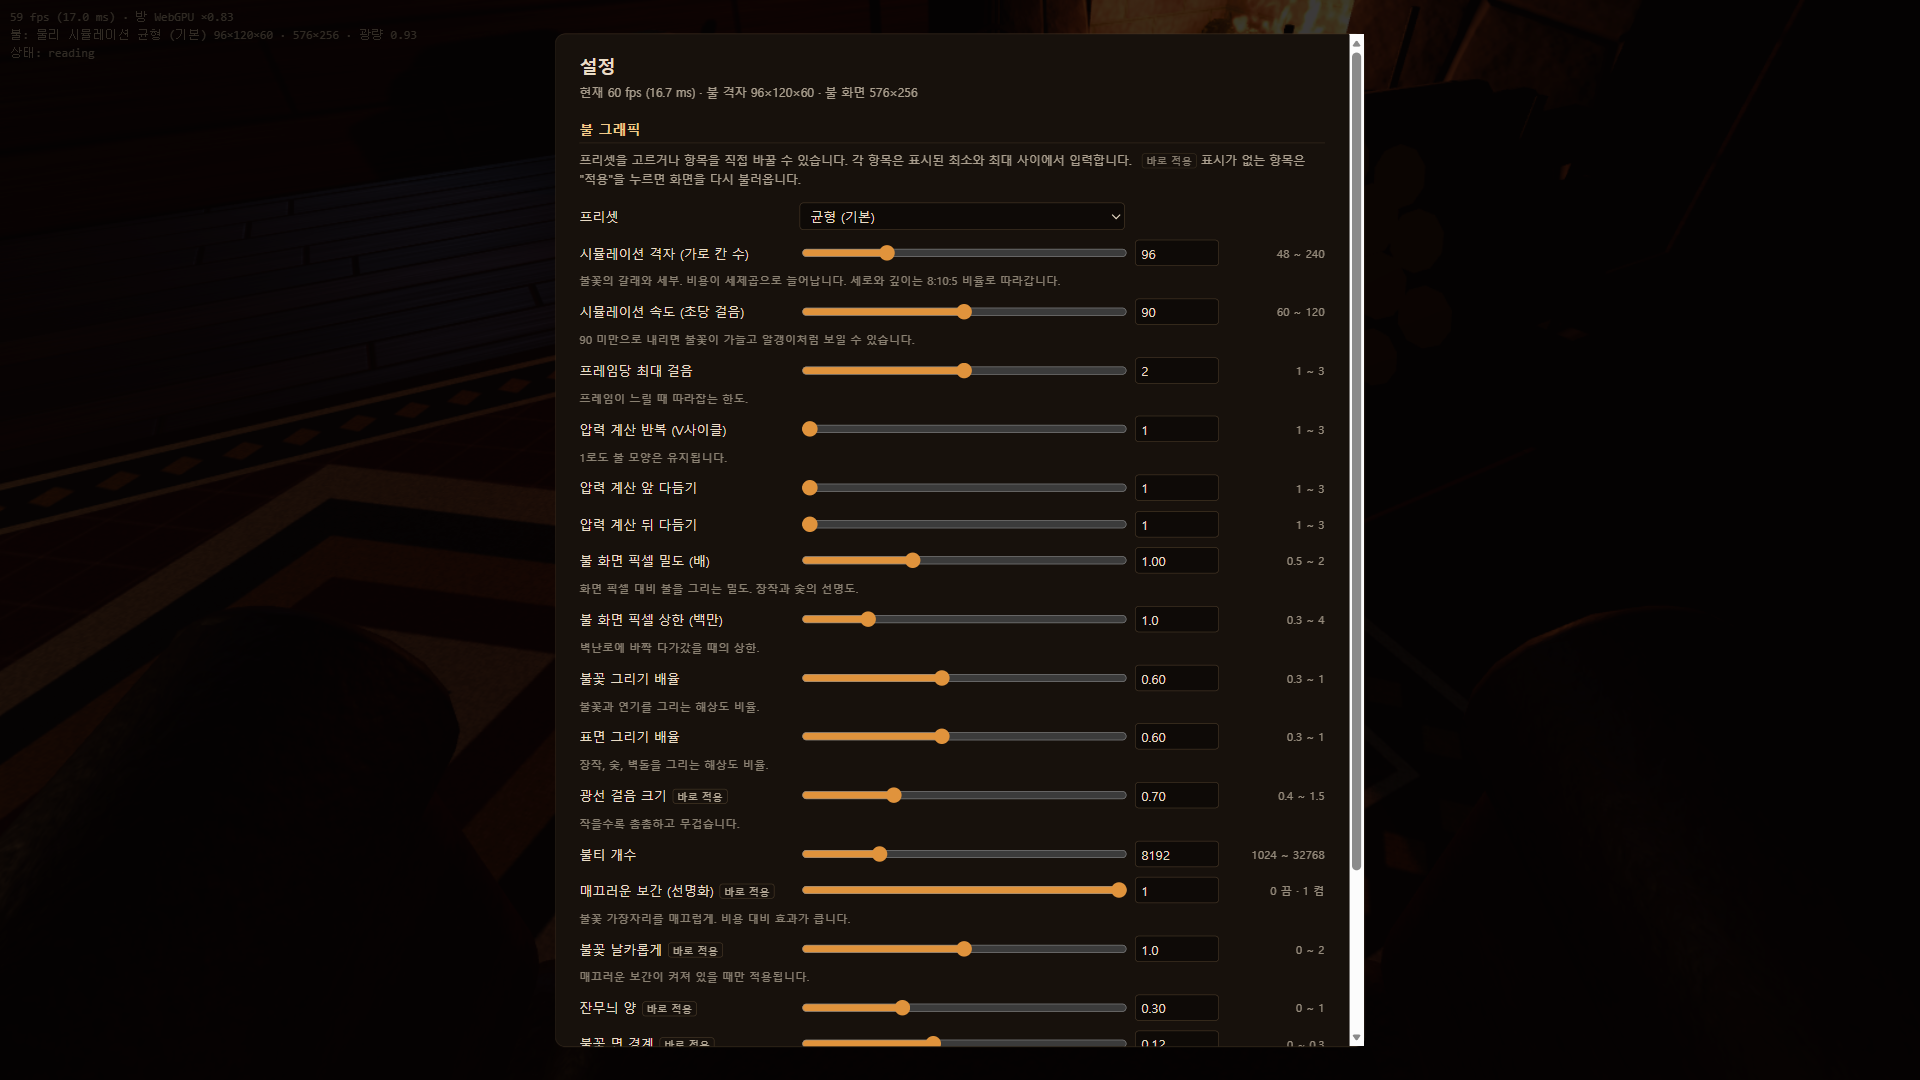 59 fps (17.0 ms) · 방 WebGPU ×0.83
불: 물리 시뮬레이션 균형 (기본) 96×120×60 · 576×256 · 광량 0.93
상태: reading
설정
현재 60 fps (16.7 ms) · 불 격자 96×120×60 · 불 화면 576×256
불 그래픽
프리셋을 고르거나 항목을 직접 바꿀 수 있습니다. 각 항목은 표시된 최소와 최대 사이에서 입력합니다. 바로 적용 표시가 없는 항목은
"적용"을 누르면 화면을 다시 불러옵니다.
프리셋 균형 (기본)
시뮬레이션 격자 (가로 칸 수) 96 48 ~ 240
불꽃의 갈래와 세부. 비용이 세제곱으로 늘어납니다. 세로와 깊이는 8:10:5 비율로 따라갑니다.
시뮬레이션 속도 (초당 걸음) 90 60 ~ 120
90 미만으로 내리면 불꽃이 가늘고 알갱이처럼 보일 수 있습니다.
프레임당 최대 걸음 2 1 ~ 3
프레임이 느릴 때 따라잡는 한도.
압력 계산 반복 (V사이클) 1 1 ~ 3
1로도 불 모양은 유지됩니다.
압력 계산 앞 다듬기 1 1 ~ 3
압력 계산 뒤 다듬기 1 1 ~ 3
불 화면 픽셀 밀도 (배) 1.00 0.5 ~ 2
화면 픽셀 대비 불을 그리는 밀도. 장작과 숯의 선명도.
불 화면 픽셀 상한 (백만) 1.0 0.3 ~ 4
벽난로에 바짝 다가갔을 때의 상한.
불꽃 그리기 배율 0.60 0.3 ~ 1
불꽃과 연기를 그리는 해상도 비율.
표면 그리기 배율 0.60 0.3 ~ 1
장작, 숯, 벽돌을 그리는 해상도 비율.
광선 걸음 크기 바로 적용 0.70 0.4 ~ 1.5
작을수록 촘촘하고 무겁습니다.
불티 개수 8192 1024 ~ 32768
매끄러운 보간 (선명화) 바로 적용 1 0 끔 · 1 켬
불꽃 가장자리를 매끄럽게. 비용 대비 효과가 큽니다.
불꽃 날카롭게 바로 적용 1.0 0 ~ 2
매끄러운 보간이 켜져 있을 때만 적용됩니다.
잔무늬 양 바로 적용 0.30 0 ~ 1
불꽃 면 경계 바로 적용 0.12 0 ~ 0.3